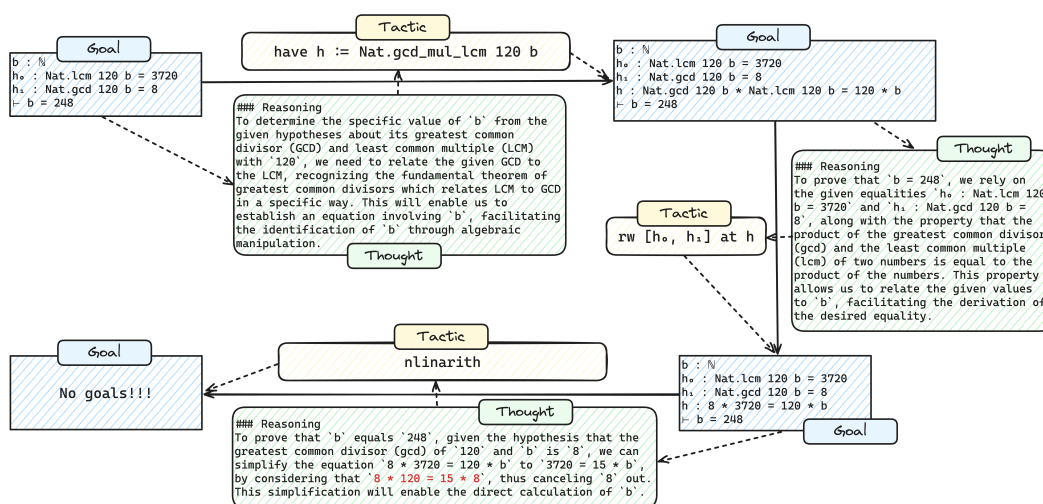 Goal
b : ℕ
h₀ : Nat.lcm 120 b = 3720
h₁ : Nat.gcd 120 b = 8
⊢ b = 248
Tactic
have h := Nat.gcd_mul_lcm 120 b
### Reasoning
To determine the specific value of `b` from the
given hypotheses about its greatest common
divisor (GCD) and least common multiple (LCM)
with `120`, we need to relate the given GCD to
the LCM, recognizing the fundamental theorem of
greatest common divisors which relates LCM to GCD
in a specific way. This will enable us to
establish an equation involving `b`, facilitating
the identification of `b` through algebraic
manipulation.
Thought
Goal
b : ℕ
h₀ : Nat.lcm 120 b = 3720
h₁ : Nat.gcd 120 b = 8
h : Nat.gcd 120 b * Nat.lcm 120 b = 120 * b
⊢ b = 248
Thought
### Reasoning
To prove that `b = 248`, we rely on
the given equalities `h₀ : Nat.lcm 120
b = 3720` and `h₁ : Nat.gcd 120 b =
8`, along with the property that the
product of the greatest common divisor
(gcd) and the least common multiple
(lcm) of two numbers is equal to the
product of the numbers. This property
allows us to relate the given values
to `b`, facilitating the derivation of
the desired equality.
Tactic
rw [h₀, h₁] at h
b : ℕ
h₀ : Nat.lcm 120 b = 3720
h₁ : Nat.gcd 120 b = 8
h : 8 * 3720 = 120 * b
⊢ b = 248
Goal
Thought
### Reasoning
To prove that `b` equals `248`, given the hypothesis that the
greatest common divisor (gcd) of `120` and `b` is `8`, we can
simplify the equation `8 * 3720 = 120 * b` to `3720 = 15 * b`,
by considering that `8 * 120 = 15 * 8`, thus canceling `8` out.
This simplification will enable the direct calculation of `b`.
Tactic
nlinarith
Goal
No goals!!!